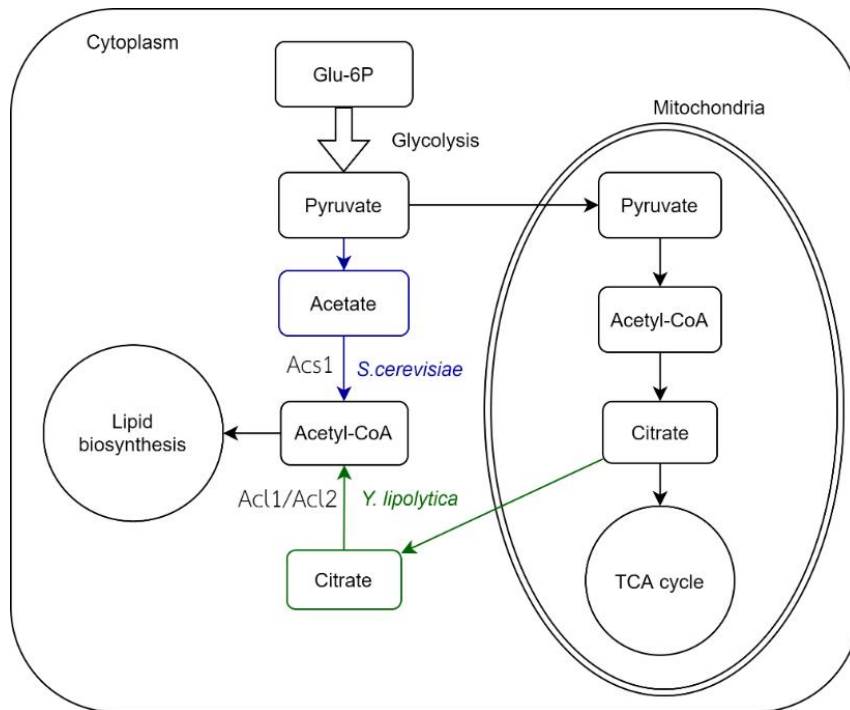 Cytoplasm
Glu-6P
Mitochondria
Glycolysis
Pyruvate
Pyruvate
Acetate
Acetyl-CoA
Acs1
S.cerevisiae
Lipid
biosynthesis
Acetyl-CoA
Citrate
Acl1/Acl2
Y. lipolytica
Citrate
TCA cycle